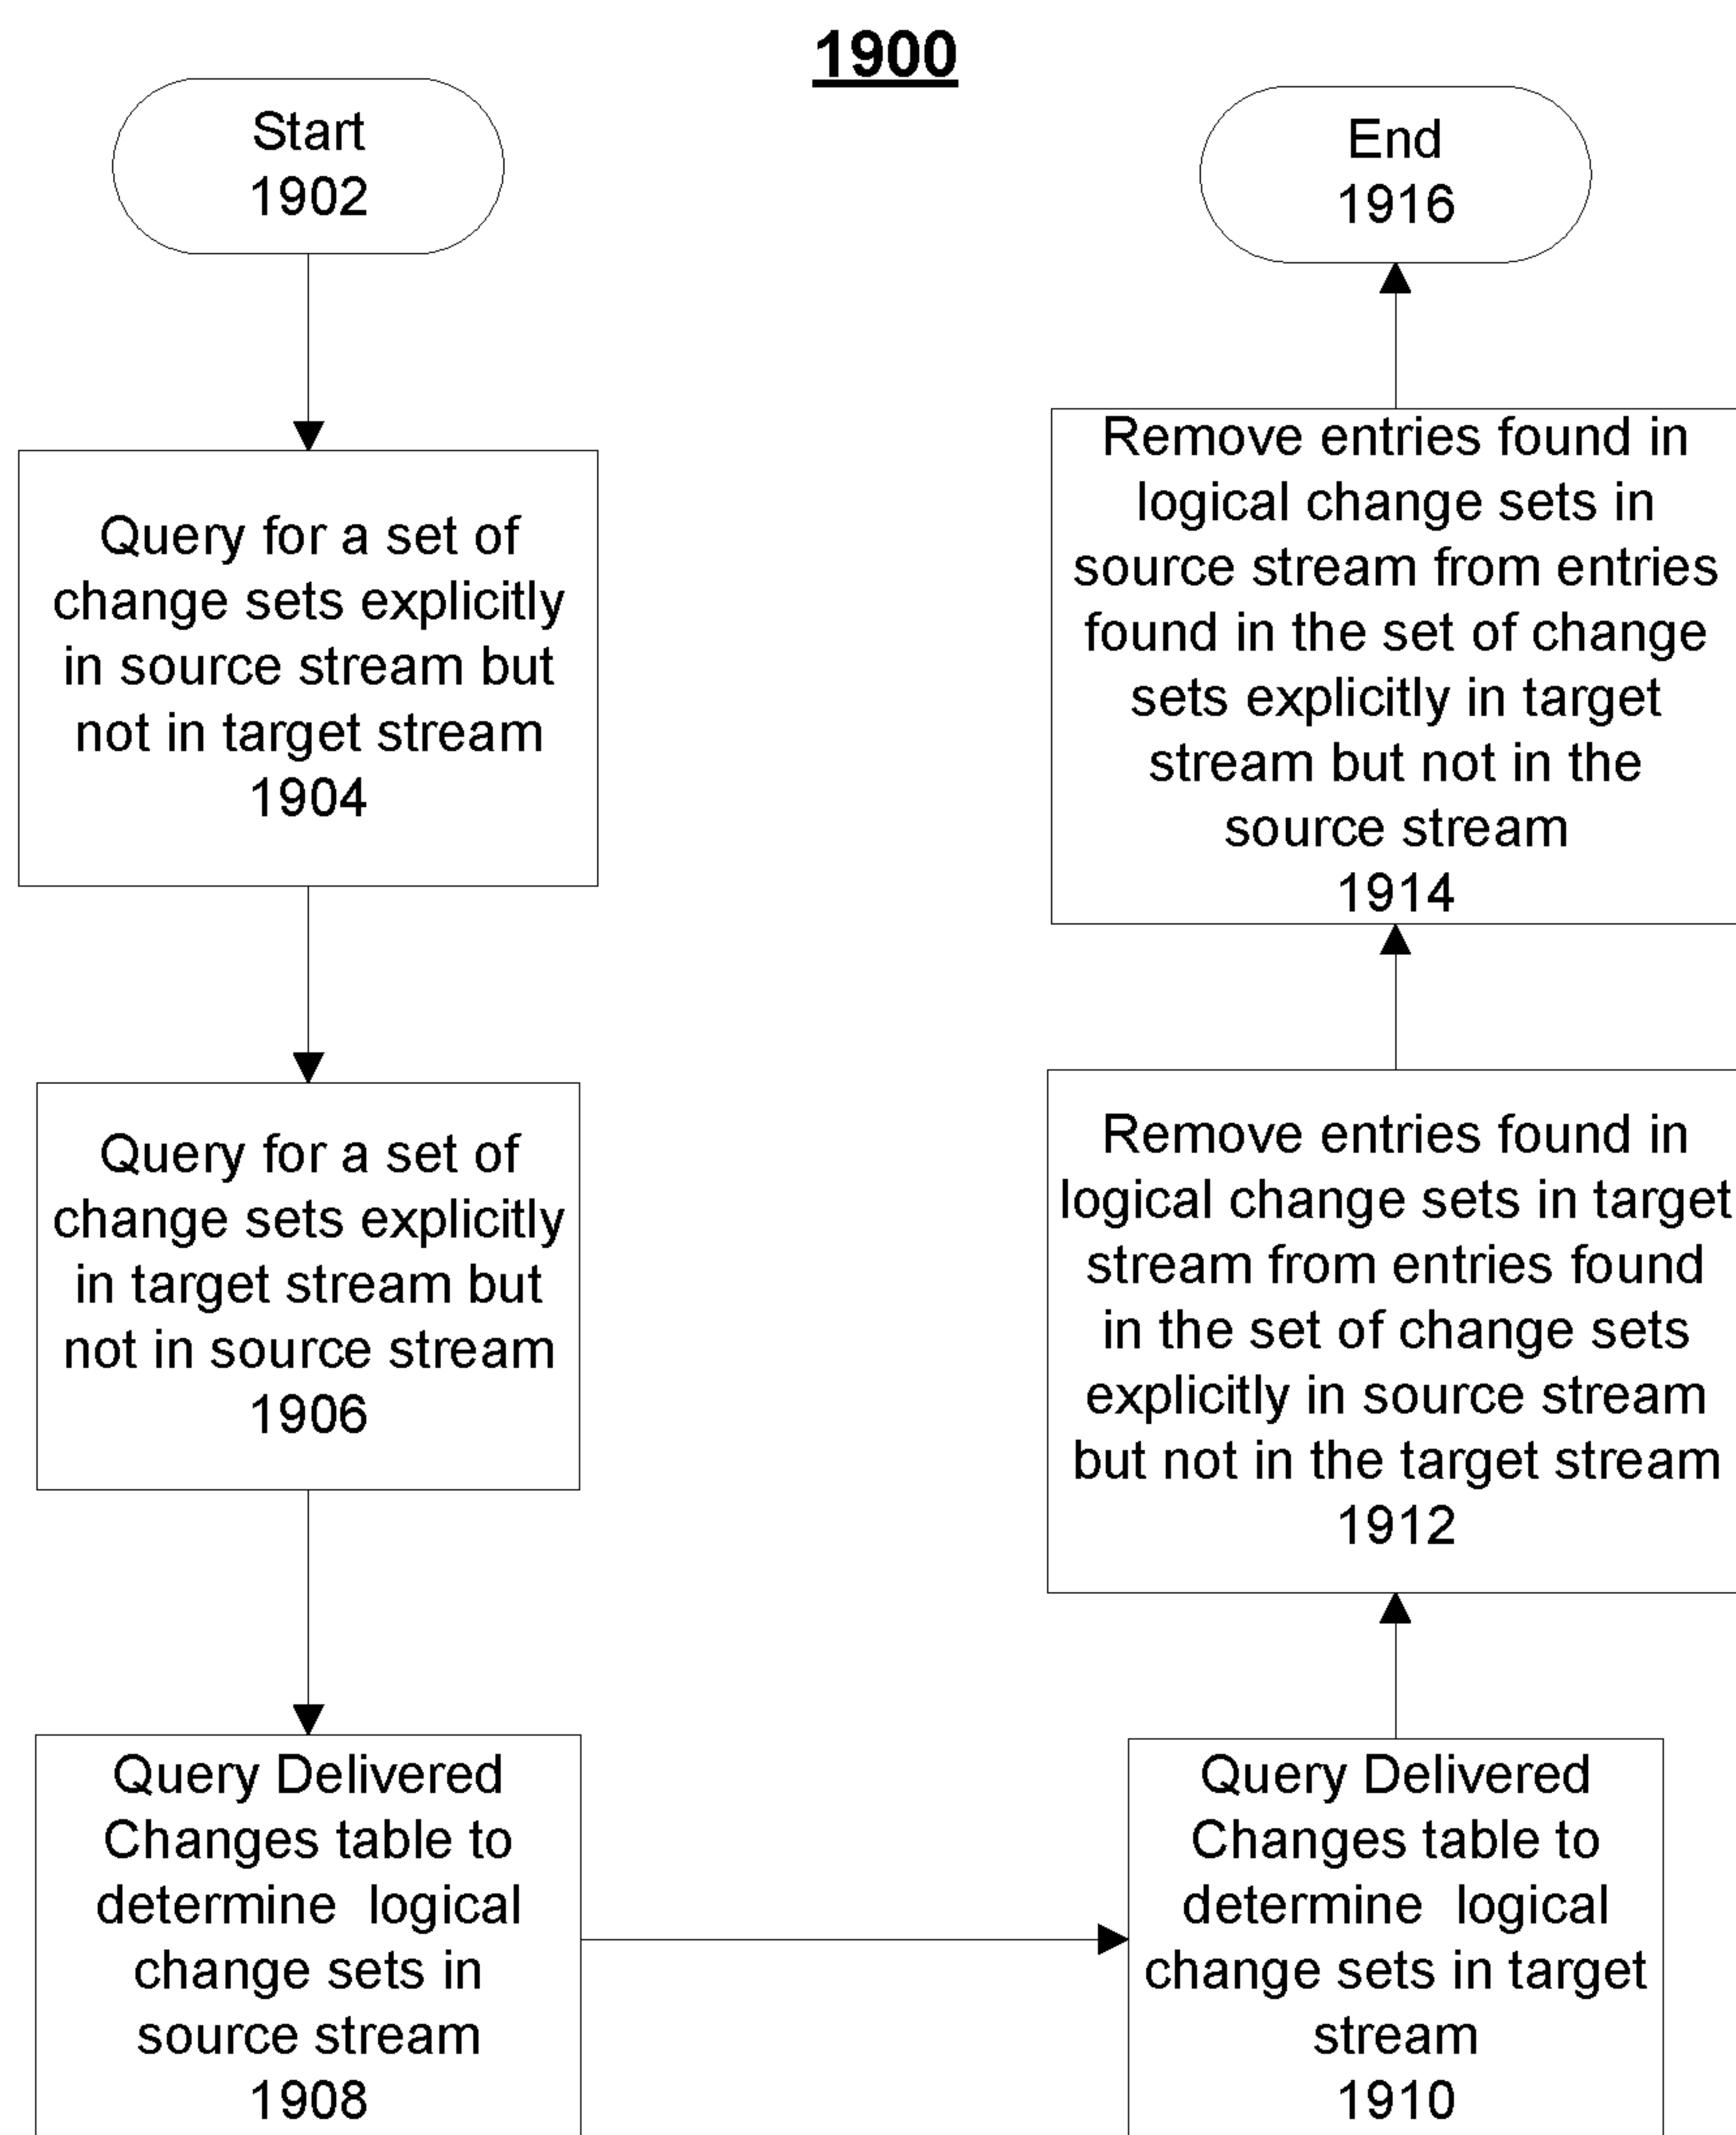 1900
Start
1902
Query for a set of
change sets explicitly
in source stream but
not in target stream
1904
Query for a set of
change sets explicitly
in target stream but
not in source stream
1906
Query Delivered
Changes table to
determine logical
change sets in
source stream
1908
Query Delivered
Changes table to
determine logical
change sets in target
stream
1910
Remove entries found in
logical change sets in target
stream from entries found
in the set of change sets
explicitly in source stream
but not in the target stream
1912
Remove entries found in
logical change sets in
source stream from entries
found in the set of change
sets explicitly in target
stream but not in the
source stream
1914
End
1916